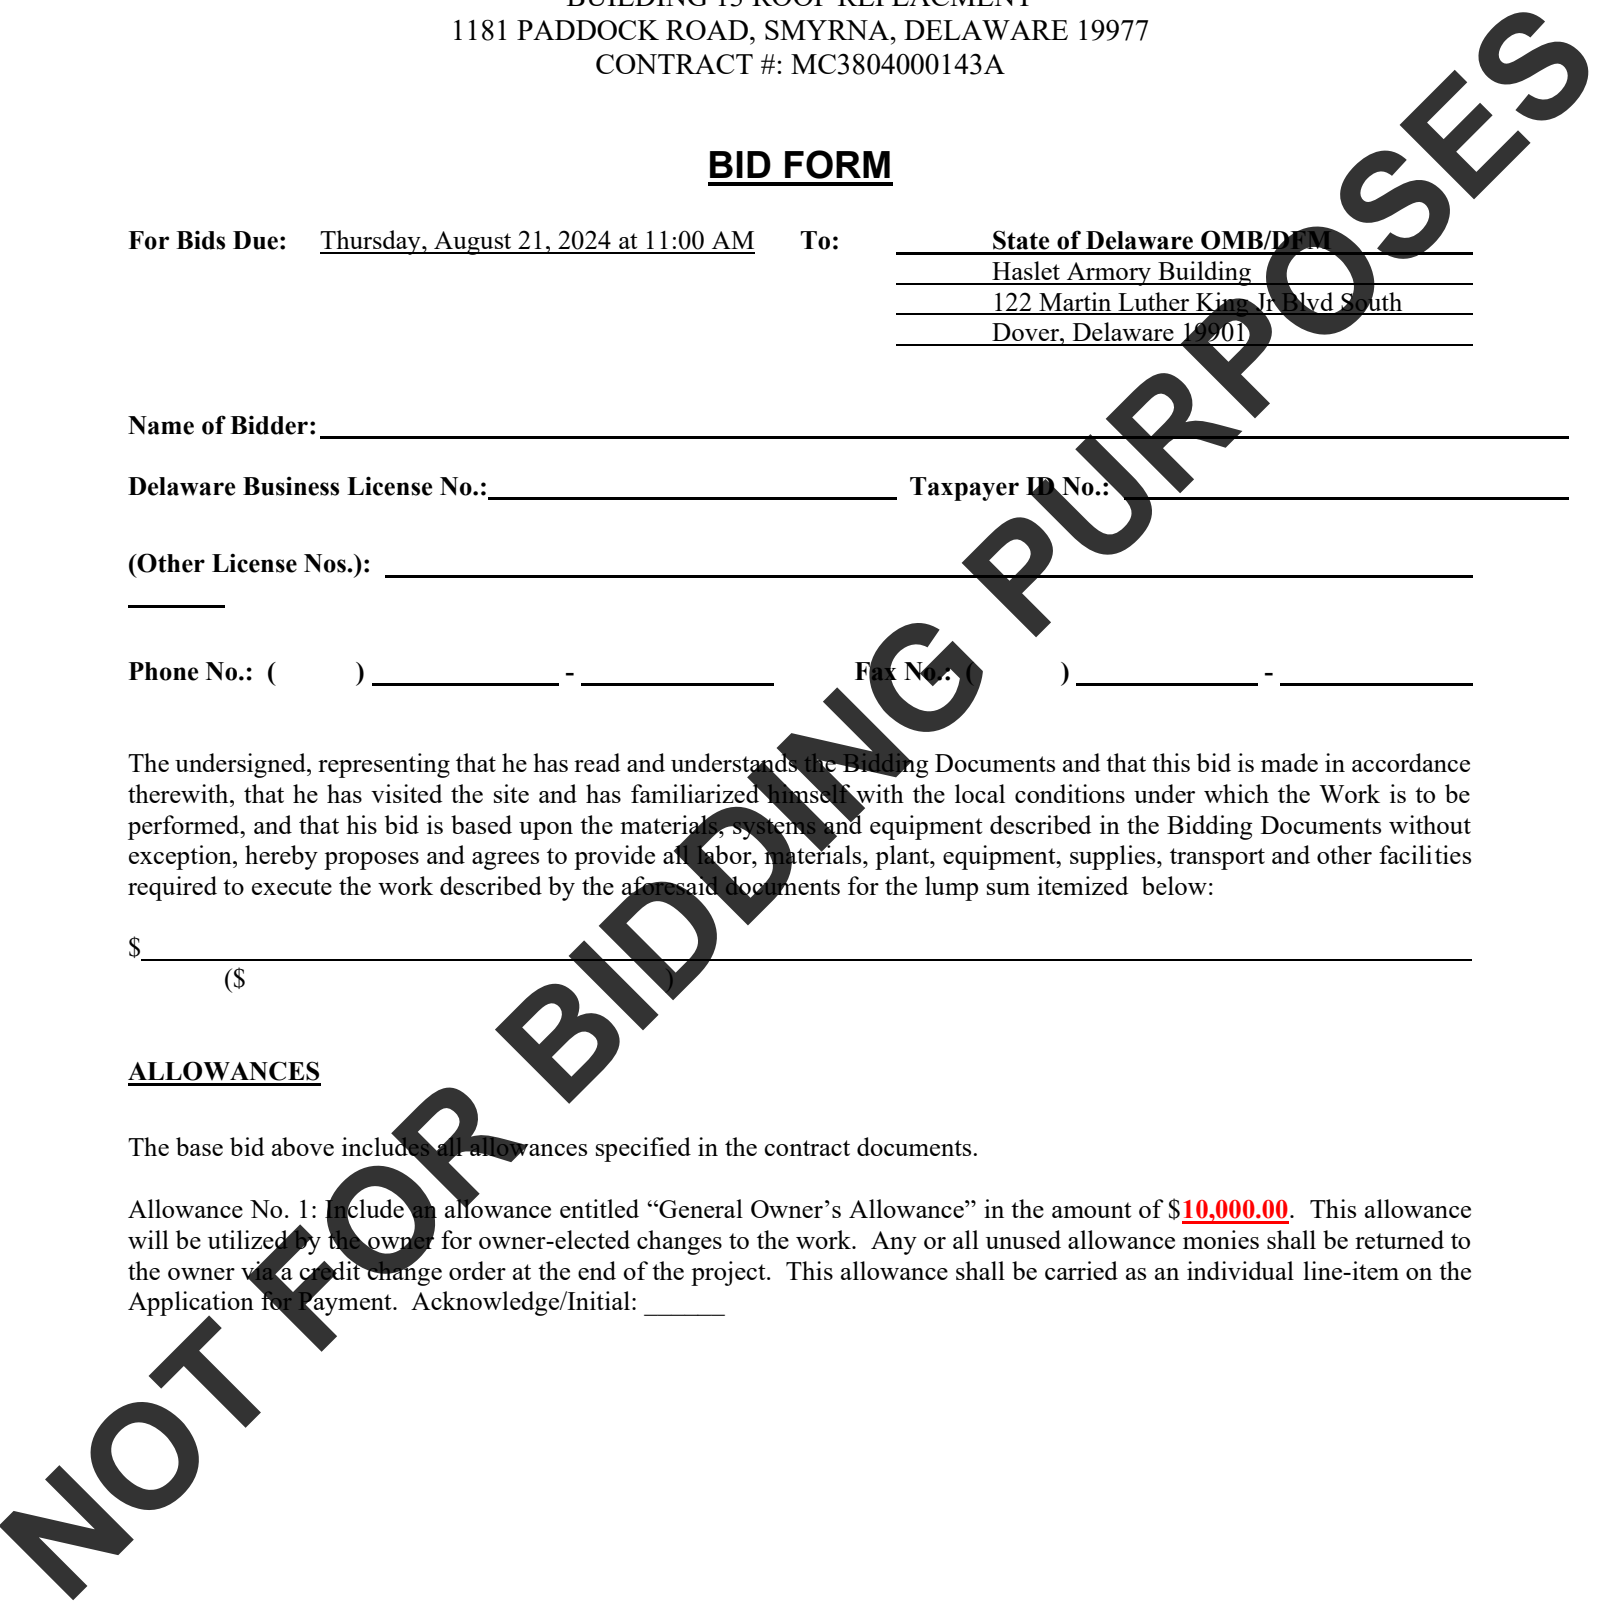 BUILDING 13 ROOF REPLACMENT
1181 PADDOCK ROAD, SMYRNA, DELAWARE 19977
CONTRACT #: MC3804000143A
BID FORM
For Bids Due: Thursday, August 21, 2024 at 11:00 AM To: State of Delaware OMB/DFM
Haslet Armory Building
122 Martin Luther King Jr Blvd South
Dover, Delaware 19901
Name of Bidder:
Delaware Business License No.: Taxpayer ID No.:
(Other License Nos.):
Phone No.: ( ) - Fax No.: ( ) -
The undersigned, representing that he has read and understands the Bidding Documents and that this bid is made in accordance
therewith, that he has visited the site and has familiarized himself with the local conditions under which the Work is to be
performed, and that his bid is based upon the materials, systems and equipment described in the Bidding Documents without
exception, hereby proposes and agrees to provide all labor, materials, plant, equipment, supplies, transport and other facilities
required to execute the work described by the aforesaid documents for the lump sum itemized below:
$
($ )
ALLOWANCES
The base bid above includes all allowances specified in the contract documents.
Allowance No. 1: Include an allowance entitled “General Owner’s Allowance” in the amount of $10,000.00. This allowance
will be utilized by the owner for owner-elected changes to the work. Any or all unused allowance monies shall be returned to
the owner via a credit change order at the end of the project. This allowance shall be carried as an individual line-item on the
Application for Payment. Acknowledge/Initial: ______
NOT FOR BIDDING PURPOSES